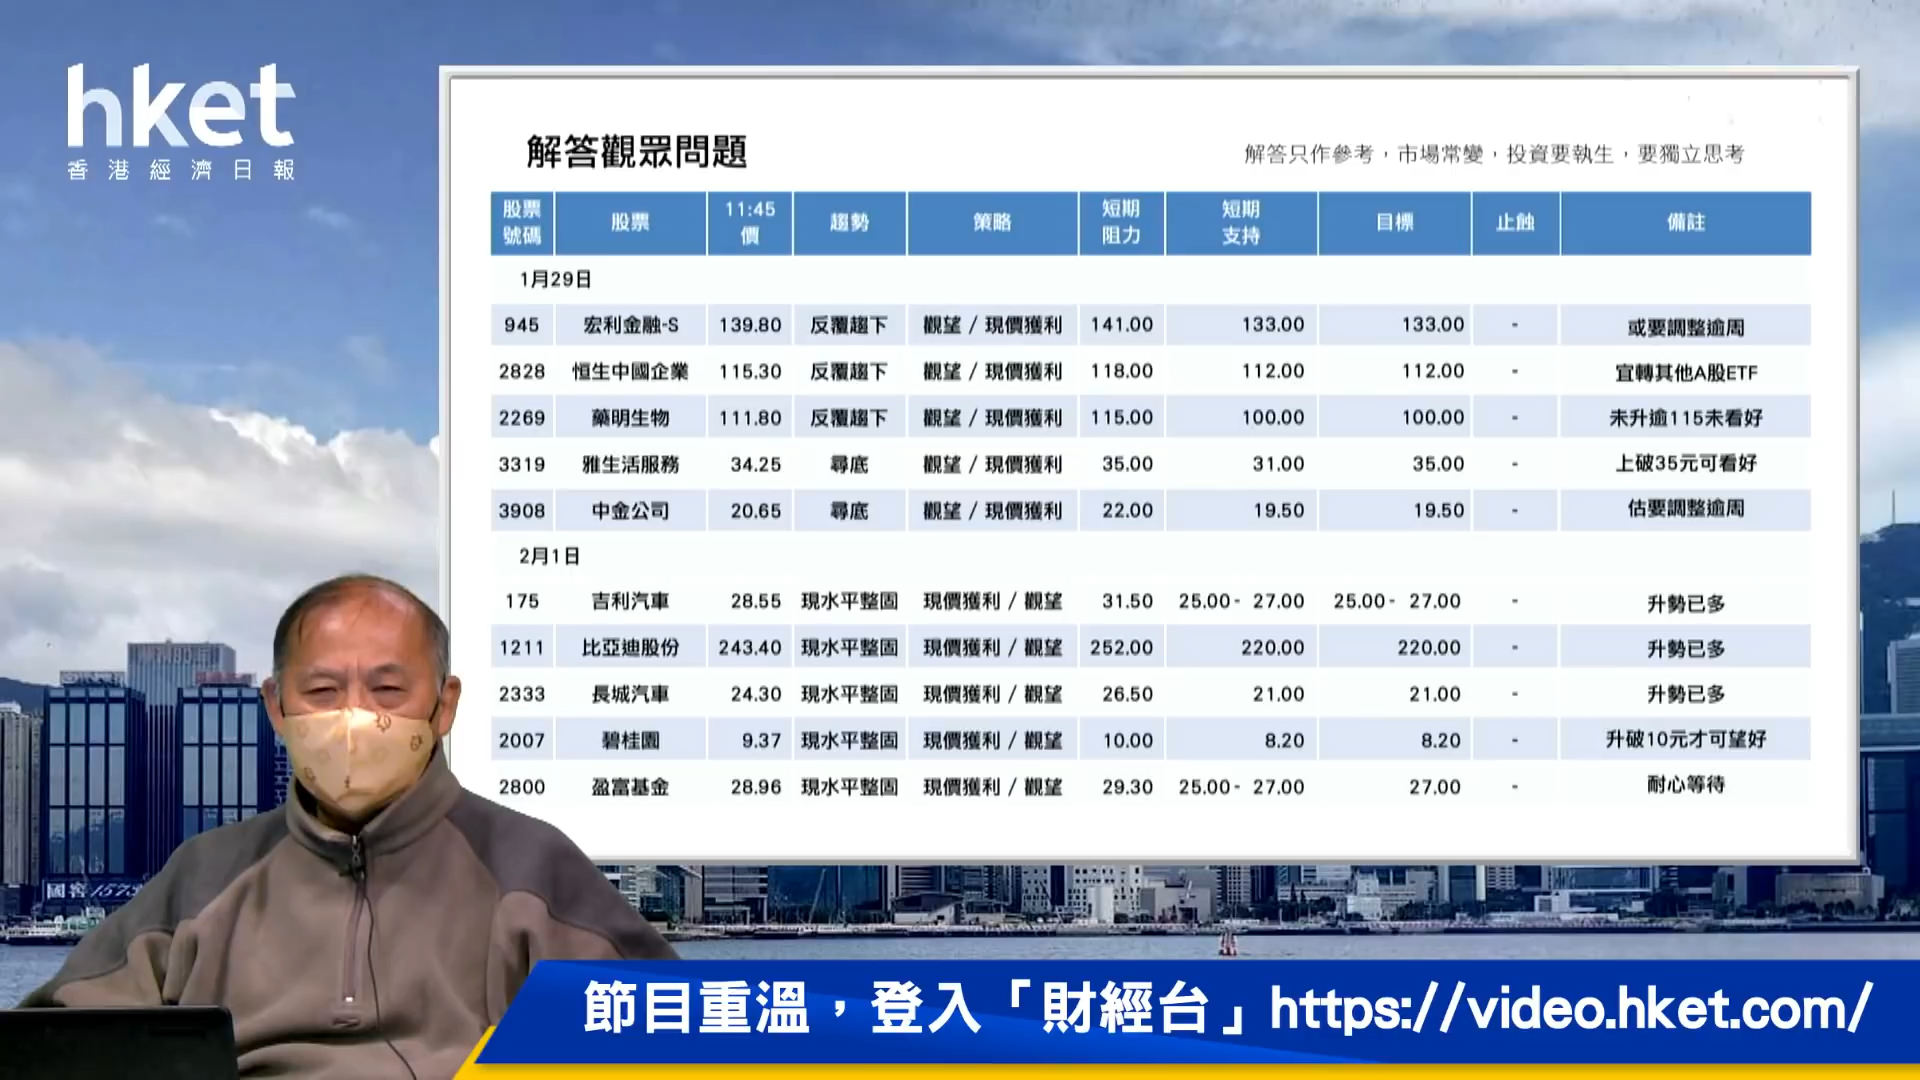 hket
香港經濟日報
解答觀眾問題
解答只作參考，市場常變，投資要執生，要獨立思考
股票號碼 股票 11:45價 趨勢 策略 短期阻力 短期支持 目標 止蝕 備註
1月29日
945 宏利金融-S 139.80 反覆趨下 觀望 / 現價獲利 141.00 133.00 133.00 - 或要調整逾周
2828 恒生中國企業 115.30 反覆趨下 觀望 / 現價獲利 118.00 112.00 112.00 - 宜轉其他A股ETF
2269 藥明生物 111.80 反覆趨下 觀望 / 現價獲利 115.00 100.00 100.00 - 未升逾115未看好
3319 雅生活服務 34.25 尋底 觀望 / 現價獲利 35.00 31.00 35.00 - 上破35元可看好
3908 中金公司 20.65 尋底 觀望 / 現價獲利 22.00 19.50 19.50 - 估要調整逾周
2月1日
175 吉利汽車 28.55 現水平整固 現價獲利 / 觀望 31.50 25.00- 27.00 25.00- 27.00 - 升勢已多
1211 比亞迪股份 243.40 現水平整固 現價獲利 / 觀望 252.00 220.00 220.00 - 升勢已多
2333 長城汽車 24.30 現水平整固 現價獲利 / 觀望 26.50 21.00 21.00 - 升勢已多
2007 碧桂園 9.37 現水平整固 現價獲利 / 觀望 10.00 8.20 8.20 - 升破10元才可望好
2800 盈富基金 28.96 現水平整固 現價獲利 / 觀望 29.30 25.00- 27.00 27.00 - 耐心等待
國窖 1573
節目重溫，登入「財經台」https://video.hket.com/